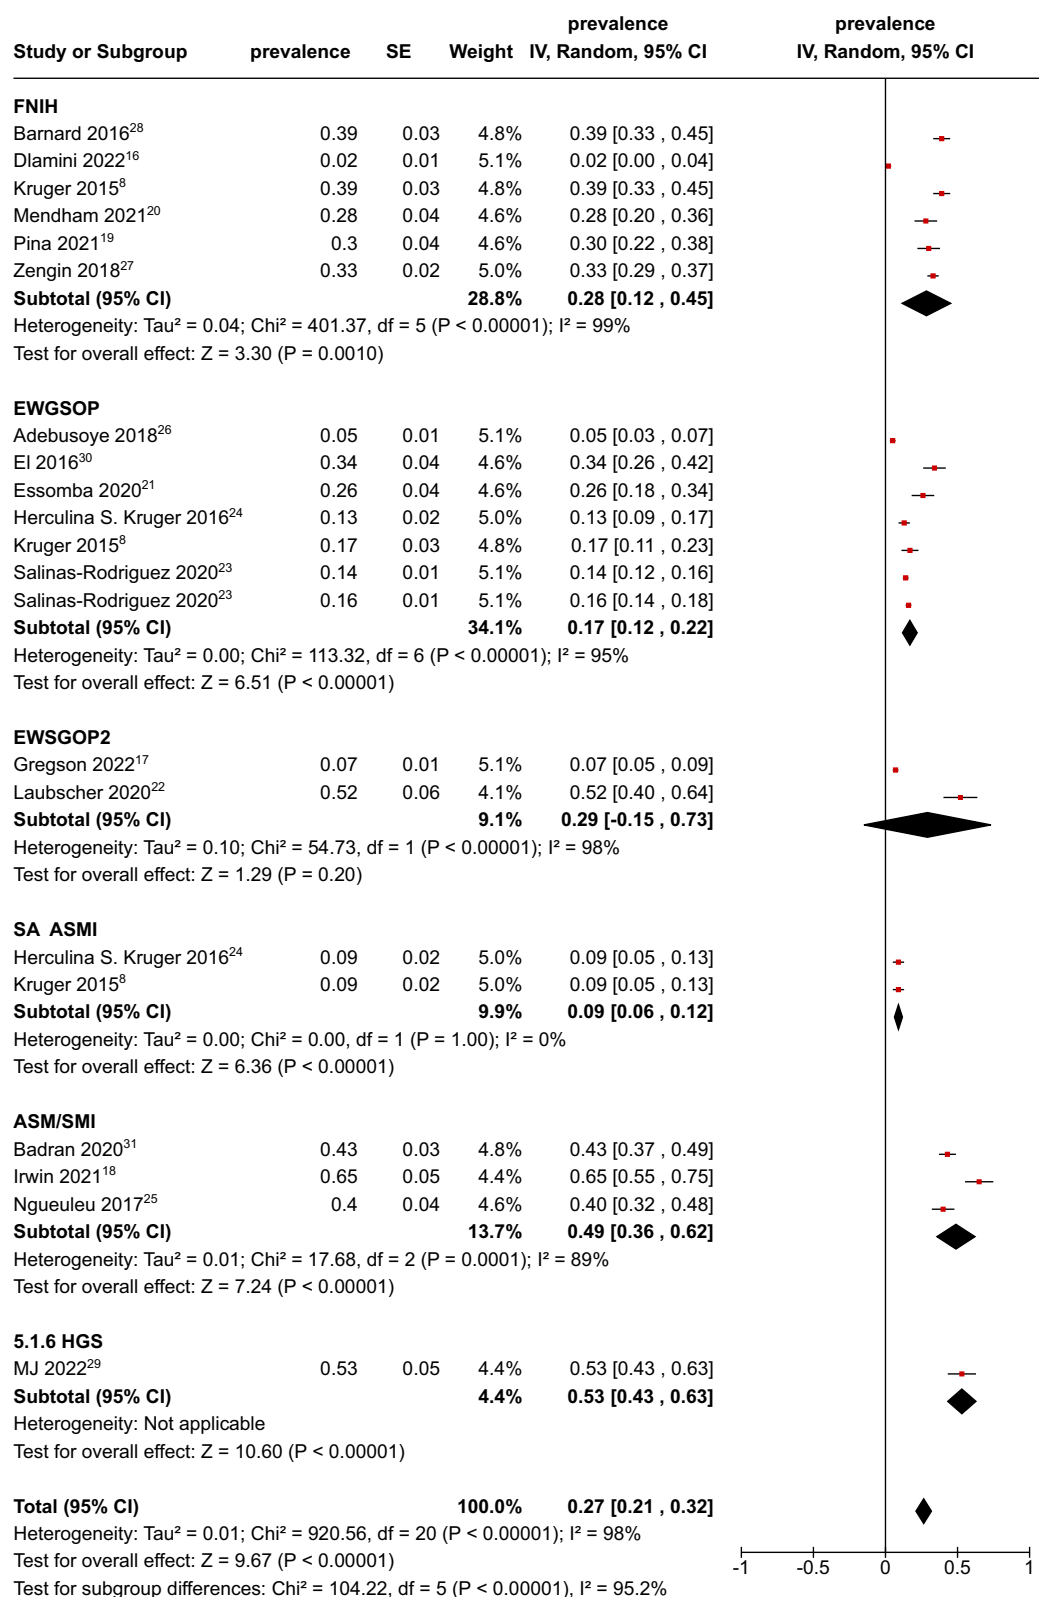 prevalence prevalence
Study or Subgroup prevalence SE Weight IV, Random, 95% CI IV, Random, 95% CI
FNIH
Barnard 2016²⁸ 0.39 0.03 4.8% 0.39 [0.33 , 0.45]
Dlamini 2022¹⁶ 0.02 0.01 5.1% 0.02 [0.00 , 0.04]
Kruger 2015⁸ 0.39 0.03 4.8% 0.39 [0.33 , 0.45]
Mendham 2021²⁰ 0.28 0.04 4.6% 0.28 [0.20 , 0.36]
Pina 2021¹⁹ 0.3 0.04 4.6% 0.30 [0.22 , 0.38]
Zengin 2018²⁷ 0.33 0.02 5.0% 0.33 [0.29 , 0.37]
Subtotal (95% CI) 28.8% 0.28 [0.12 , 0.45]
Heterogeneity: Tau² = 0.04; Chi² = 401.37, df = 5 (P < 0.00001); I² = 99%
Test for overall effect: Z = 3.30 (P = 0.0010)
EWGSOP
Adebusoye 2018²⁶ 0.05 0.01 5.1% 0.05 [0.03 , 0.07]
El 2016³⁰ 0.34 0.04 4.6% 0.34 [0.26 , 0.42]
Essomba 2020²¹ 0.26 0.04 4.6% 0.26 [0.18 , 0.34]
Herculina S. Kruger 2016²⁴ 0.13 0.02 5.0% 0.13 [0.09 , 0.17]
Kruger 2015⁸ 0.17 0.03 4.8% 0.17 [0.11 , 0.23]
Salinas-Rodriguez 2020²³ 0.14 0.01 5.1% 0.14 [0.12 , 0.16]
Salinas-Rodriguez 2020²³ 0.16 0.01 5.1% 0.16 [0.14 , 0.18]
Subtotal (95% CI) 34.1% 0.17 [0.12 , 0.22]
Heterogeneity: Tau² = 0.00; Chi² = 113.32, df = 6 (P < 0.00001); I² = 95%
Test for overall effect: Z = 6.51 (P < 0.00001)
EWSGOP2
Gregson 2022¹⁷ 0.07 0.01 5.1% 0.07 [0.05 , 0.09]
Laubscher 2020²² 0.52 0.06 4.1% 0.52 [0.40 , 0.64]
Subtotal (95% CI) 9.1% 0.29 [-0.15 , 0.73]
Heterogeneity: Tau² = 0.10; Chi² = 54.73, df = 1 (P < 0.00001); I² = 98%
Test for overall effect: Z = 1.29 (P = 0.20)
SA ASMI
Herculina S. Kruger 2016²⁴ 0.09 0.02 5.0% 0.09 [0.05 , 0.13]
Kruger 2015⁸ 0.09 0.02 5.0% 0.09 [0.05 , 0.13]
Subtotal (95% CI) 9.9% 0.09 [0.06 , 0.12]
Heterogeneity: Tau² = 0.00; Chi² = 0.00, df = 1 (P = 1.00); I² = 0%
Test for overall effect: Z = 6.36 (P < 0.00001)
ASM/SMI
Badran 2020³¹ 0.43 0.03 4.8% 0.43 [0.37 , 0.49]
Irwin 2021¹⁸ 0.65 0.05 4.4% 0.65 [0.55 , 0.75]
Ngueuleu 2017²⁵ 0.4 0.04 4.6% 0.40 [0.32 , 0.48]
Subtotal (95% CI) 13.7% 0.49 [0.36 , 0.62]
Heterogeneity: Tau² = 0.01; Chi² = 17.68, df = 2 (P = 0.0001); I² = 89%
Test for overall effect: Z = 7.24 (P < 0.00001)
5.1.6 HGS
MJ 2022²⁹ 0.53 0.05 4.4% 0.53 [0.43 , 0.63]
Subtotal (95% CI) 4.4% 0.53 [0.43 , 0.63]
Heterogeneity: Not applicable
Test for overall effect: Z = 10.60 (P < 0.00001)
Total (95% CI) 100.0% 0.27 [0.21 , 0.32]
Heterogeneity: Tau² = 0.01; Chi² = 920.56, df = 20 (P < 0.00001); I² = 98%
Test for overall effect: Z = 9.67 (P < 0.00001)
-1 -0.5 0 0.5 1
Test for subgroup differences: Chi² = 104.22, df = 5 (P < 0.00001), I² = 95.2%